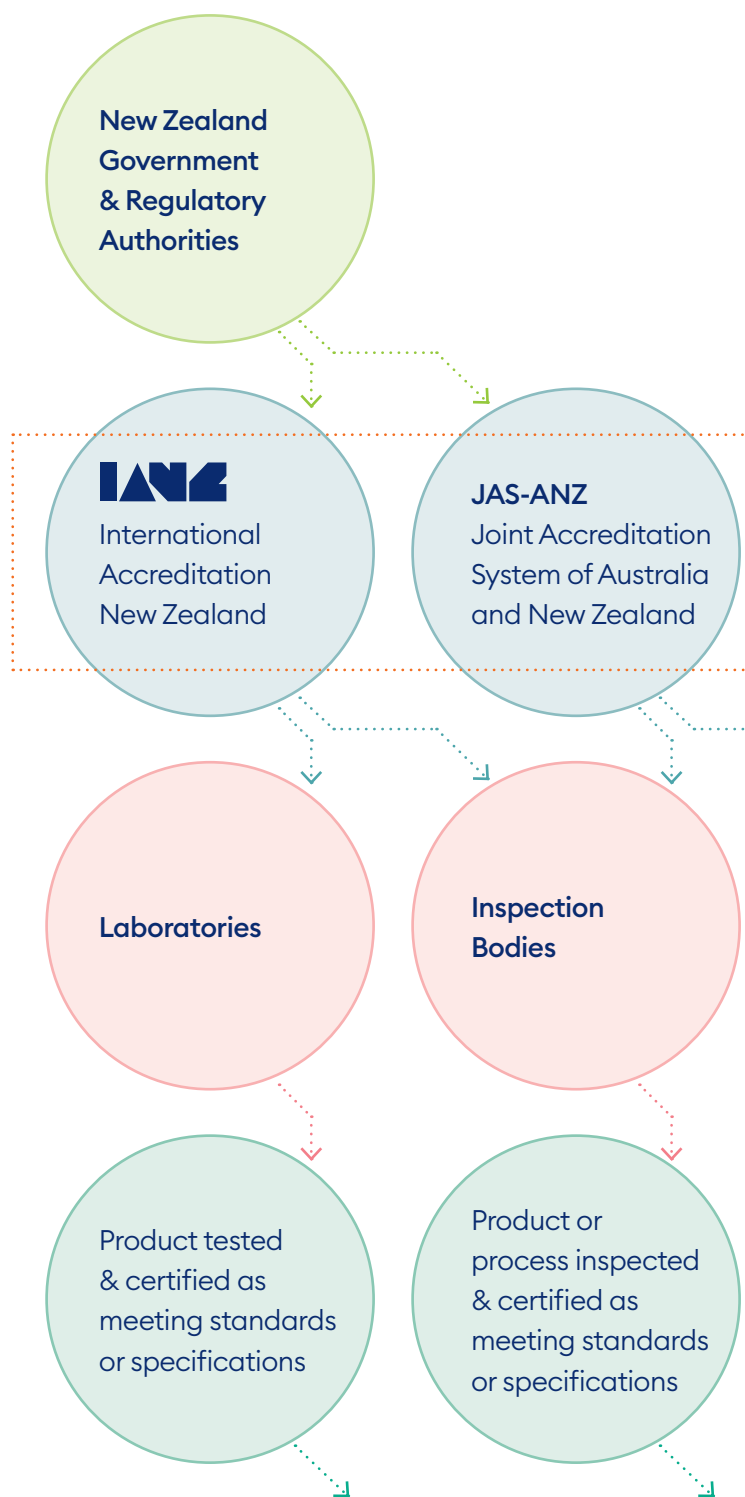 New Zealand
Government
& Regulatory
Authorities
IANZ
International
Accreditation
New Zealand
JAS-ANZ
Joint Accreditation
System of Australia
and New Zealand
Laboratories
Inspection
Bodies
Product tested
& certified as
meeting standards
or specifications
Product or
process inspected
& certified as
meeting standards
or specifications